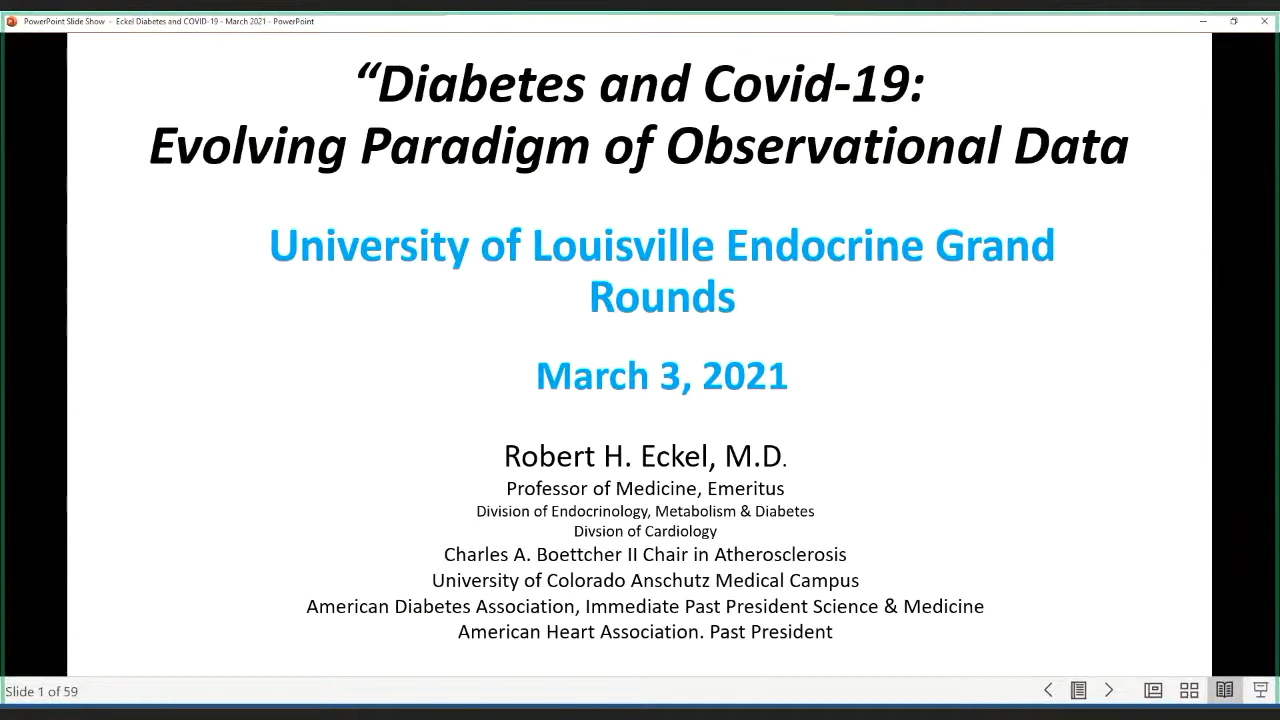 PowerPoint Slide Show - Eckel Diabetes and COVID-19 - March 2021 - PowerPoint
“Diabetes and Covid-19:
Evolving Paradigm of Observational Data
University of Louisville Endocrine Grand
Rounds
March 3, 2021
Robert H. Eckel, M.D.
Professor of Medicine, Emeritus
Division of Endocrinology, Metabolism & Diabetes
Divsion of Cardiology
Charles A. Boettcher II Chair in Atherosclerosis
University of Colorado Anschutz Medical Campus
American Diabetes Association, Immediate Past President Science & Medicine
American Heart Association. Past President
Slide 1 of 59